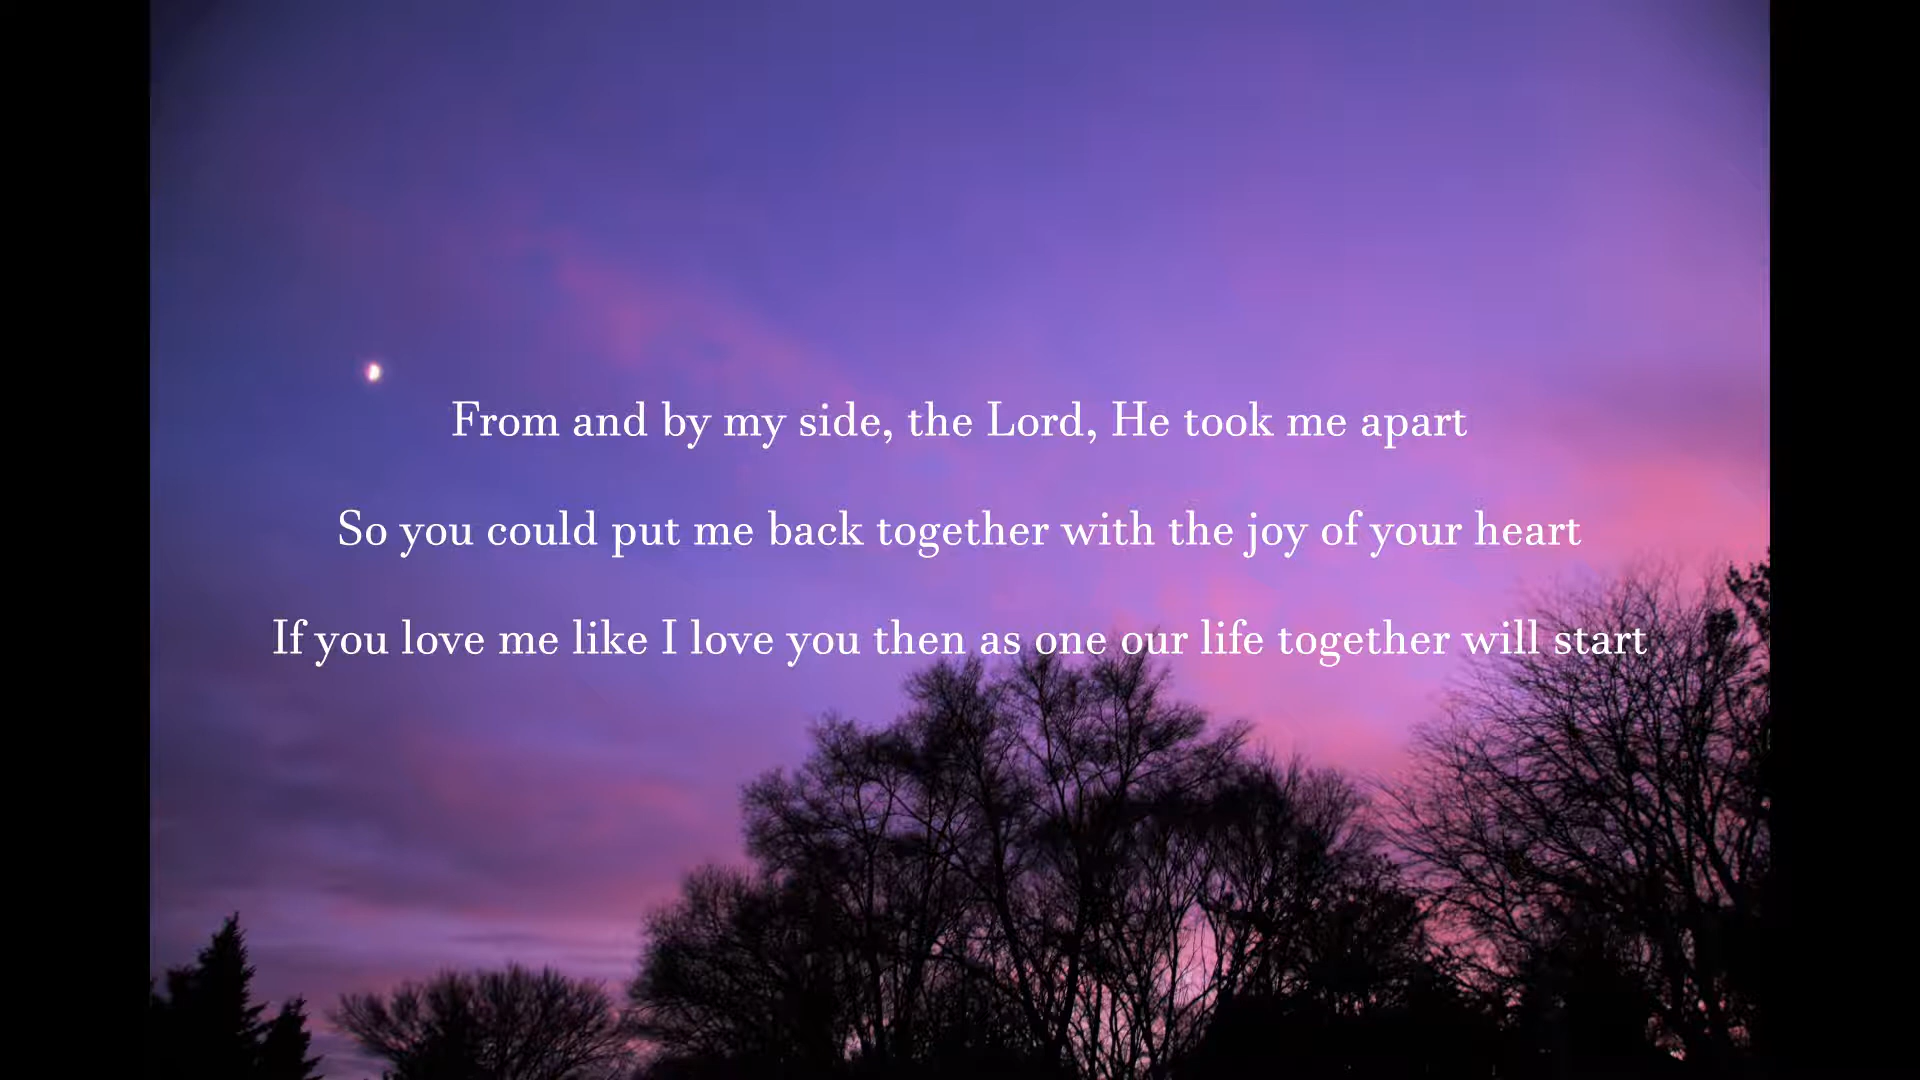 From and by my side, the Lord, He took me apart
So you could put me back together with the joy of your heart
If you love me like I love you then as one our life together will start